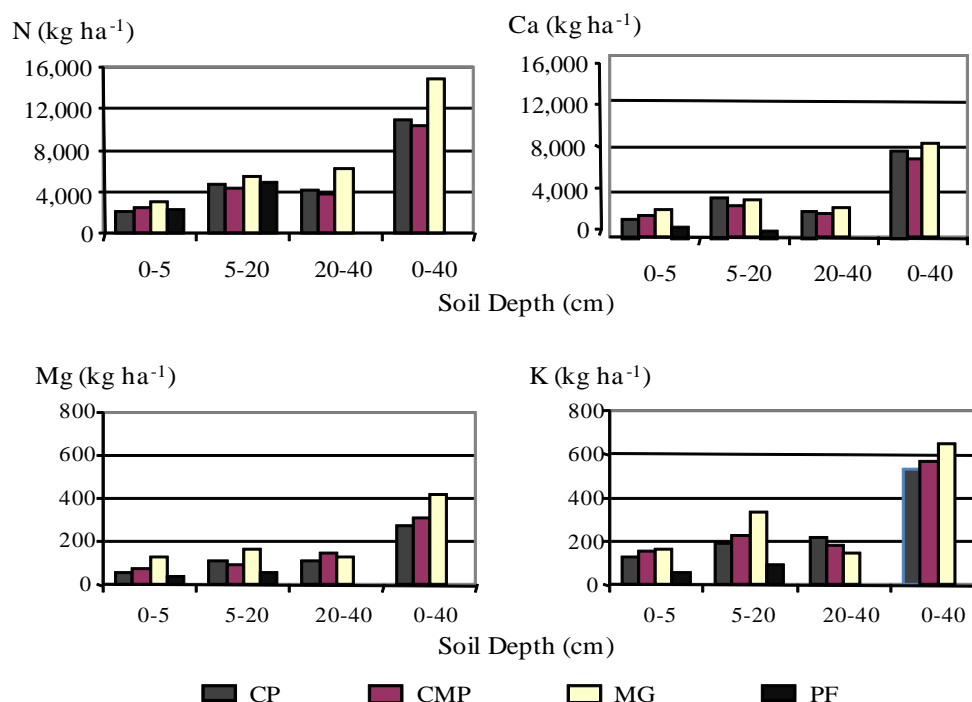 N (kg ha-1)
16,000
12,000
8,000
4,000
0
0-5 5-20 20-40 0-40
Ca (kg ha-1)
16,000
12,000
8,000
4,000
0
0-5 5-20 20-40 0-40
Soil Depth (cm)
Mg (kg ha-1)
800
600
400
200
0
0-5 5-20 20-40 0-40
K (kg ha-1)
800
600
400
200
0
0-5 5-20 20-40 0-40
Soil Depth (cm)
CP CMP MG PF